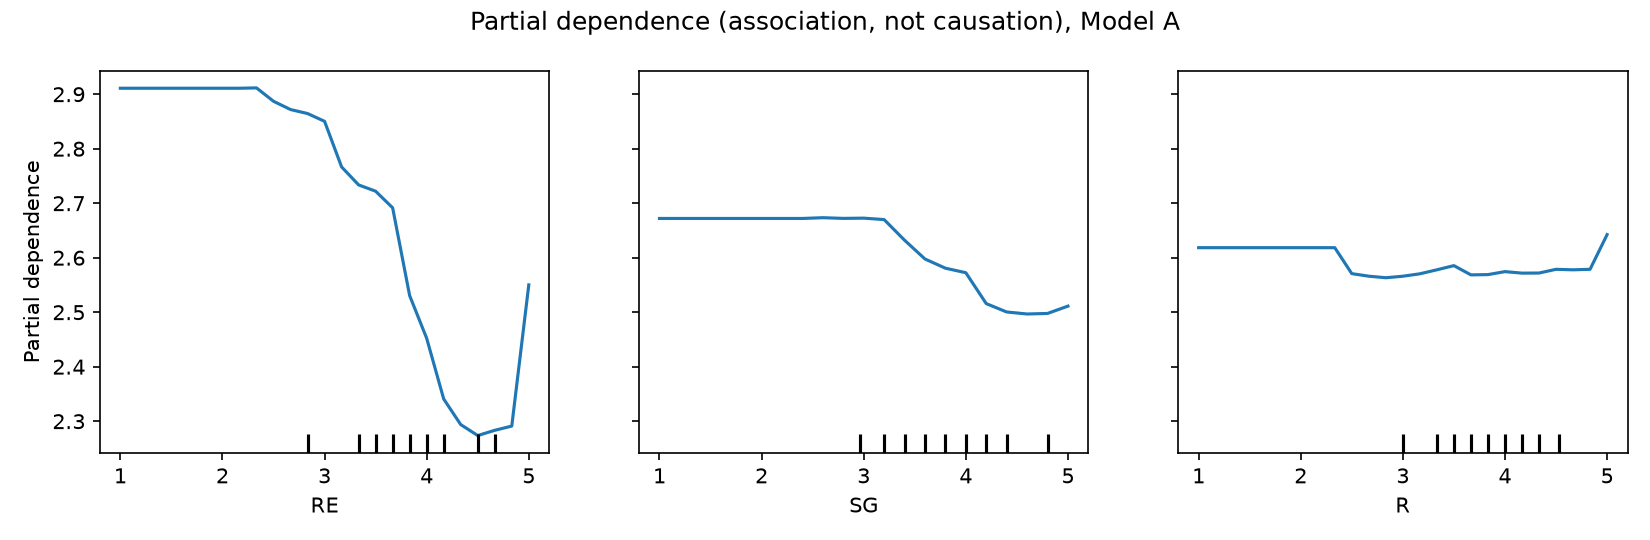 Partial dependence (association, not causation), Model A
Partial dependence
2.9
2.8
2.7
2.6
2.5
2.4
2.3
1 2 3 4 5
RE
1 2 3 4 5
SG
1 2 3 4 5
R